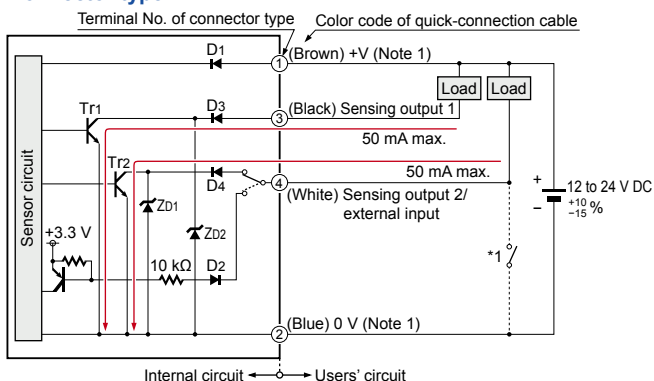 Terminal No. of connector type
Color code of quick-connection cable
D1
1
(Brown) +V (Note 1)
Load
Load
Tr1
D3
3
(Black) Sensing output 1
50 mA max.
Tr2
50 mA max.
D4
4
(White) Sensing output 2/
external input
Sensor circuit
ZD1
ZD2
+
12 to 24 V DC
–
+10
–15 %
+3.3 V
*1
10 kΩ
D2
2
(Blue) 0 V (Note 1)
Internal circuit
Users' circuit